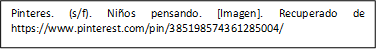 Pinteres. (s/f). Niños pensando. [Imagen]. Recuperado de
https://www.pinterest.com/pin/385198574361285004/